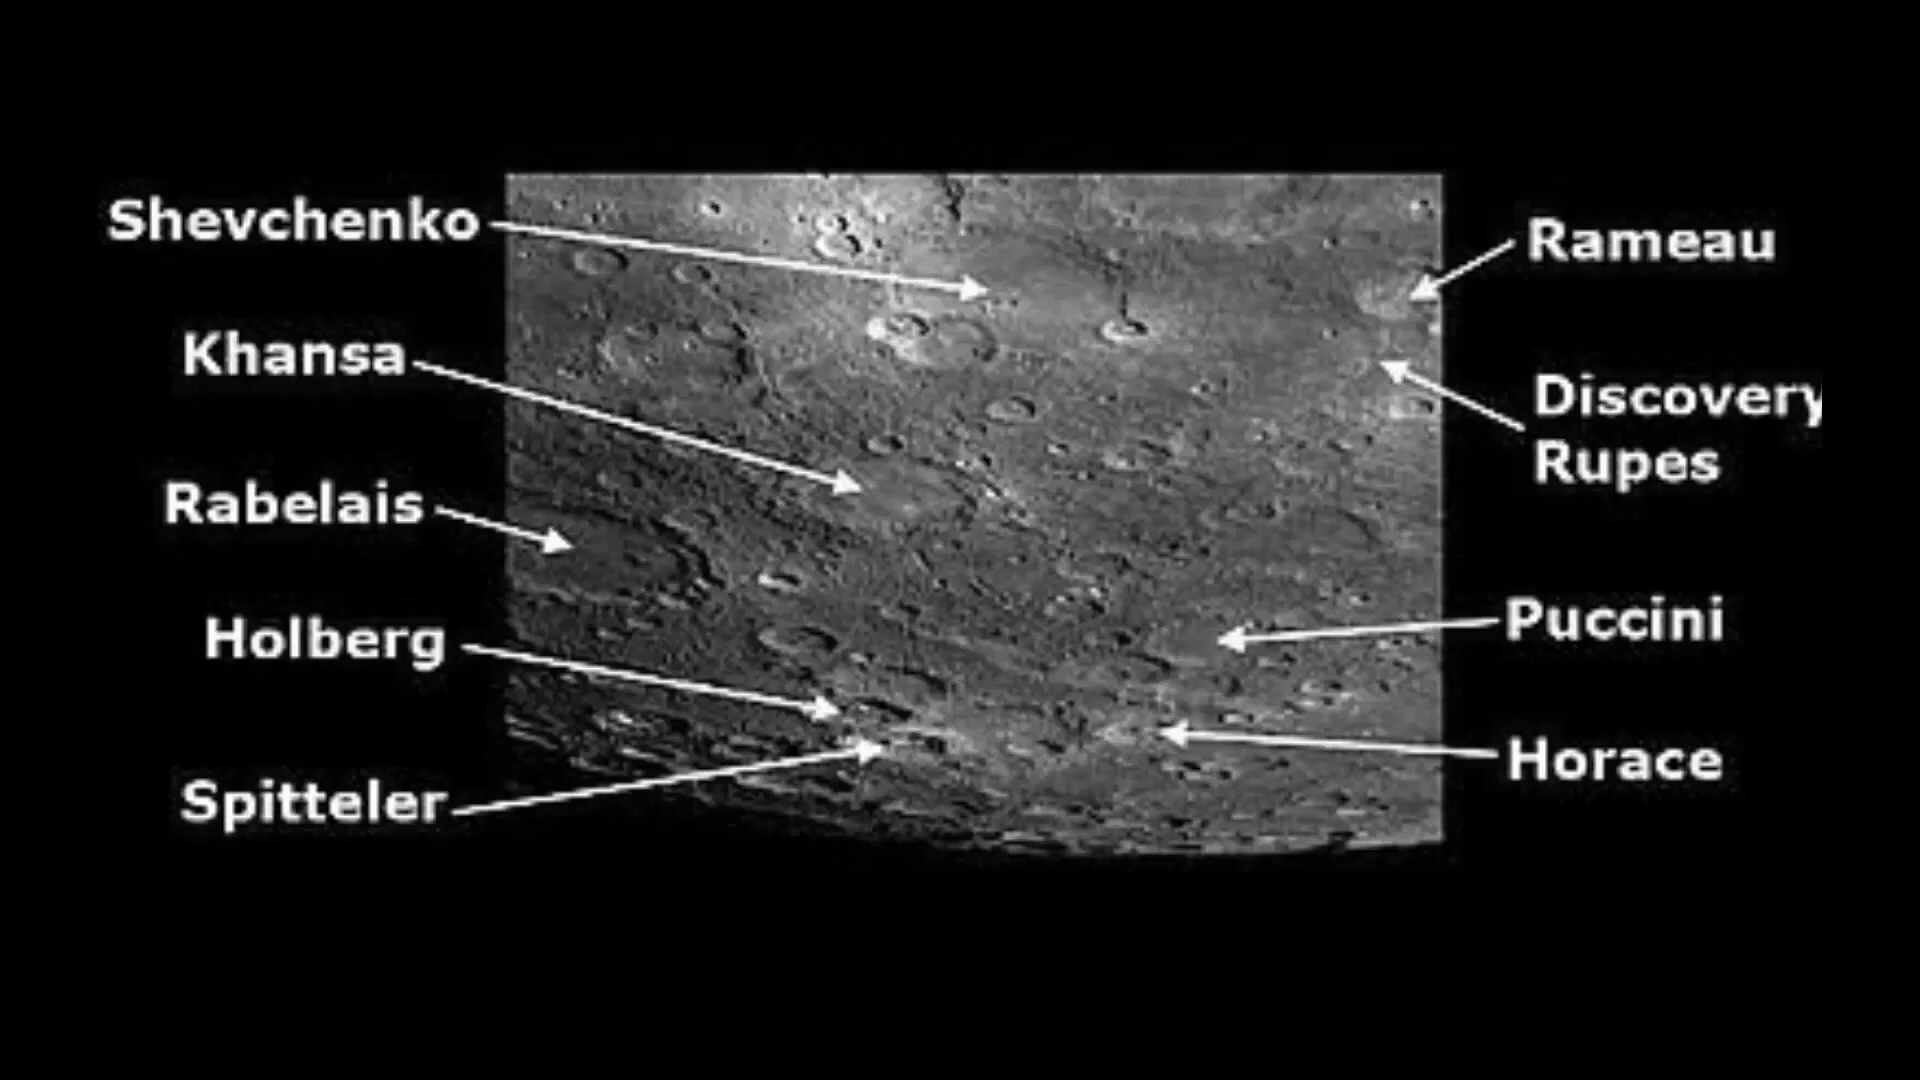 Shevchenko
Khansa
Rabelais
Holberg
Spitteler
Rameau
Discovery
Rupes
Puccini
Horace